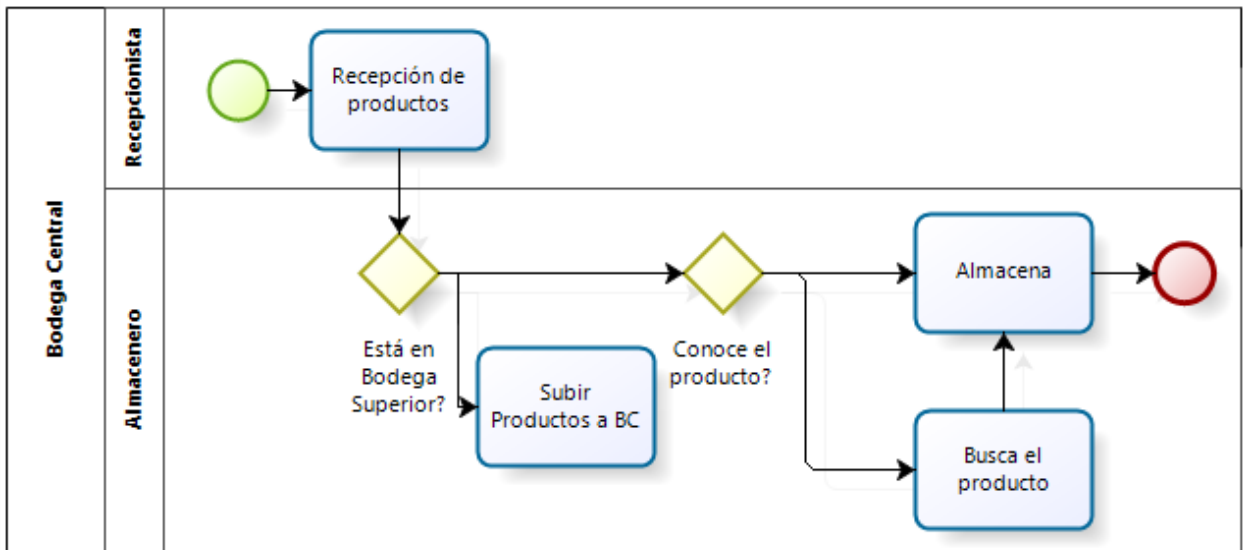 Bodega Central
Recepcionista
Recepción de
productos
Almacenero
Está en
Bodega
Superior?
Subir
Productos a BC
Conoce el
producto?
Almacena
Busca el
producto